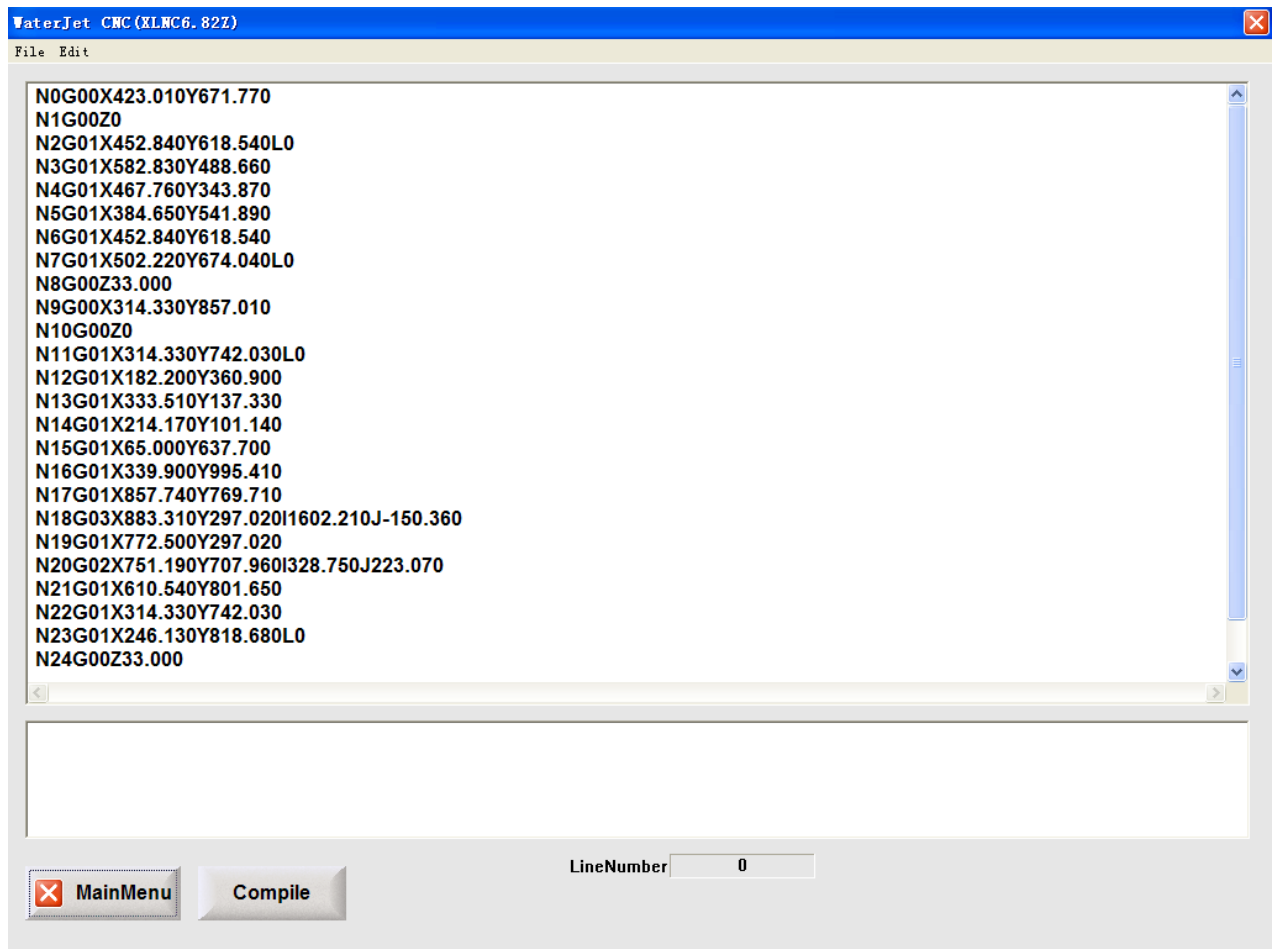 WaterJet CNC(XLNC6.82Z)
File Edit
N0G00X423.010Y671.770
N1G00Z0
N2G01X452.840Y618.540L0
N3G01X582.830Y488.660
N4G01X467.760Y343.870
N5G01X384.650Y541.890
N6G01X452.840Y618.540
N7G01X502.220Y674.040L0
N8G00Z33.000
N9G00X314.330Y857.010
N10G00Z0
N11G01X314.330Y742.030L0
N12G01X182.200Y360.900
N13G01X333.510Y137.330
N14G01X214.170Y101.140
N15G01X65.000Y637.700
N16G01X339.900Y995.410
N17G01X857.740Y769.710
N18G03X883.310Y297.020I1602.210J-150.360
N19G01X772.500Y297.020
N20G02X751.190Y707.960I328.750J223.070
N21G01X610.540Y801.650
N22G01X314.330Y742.030
N23G01X246.130Y818.680L0
N24G00Z33.000
LineNumber 0
MainMenu Compile